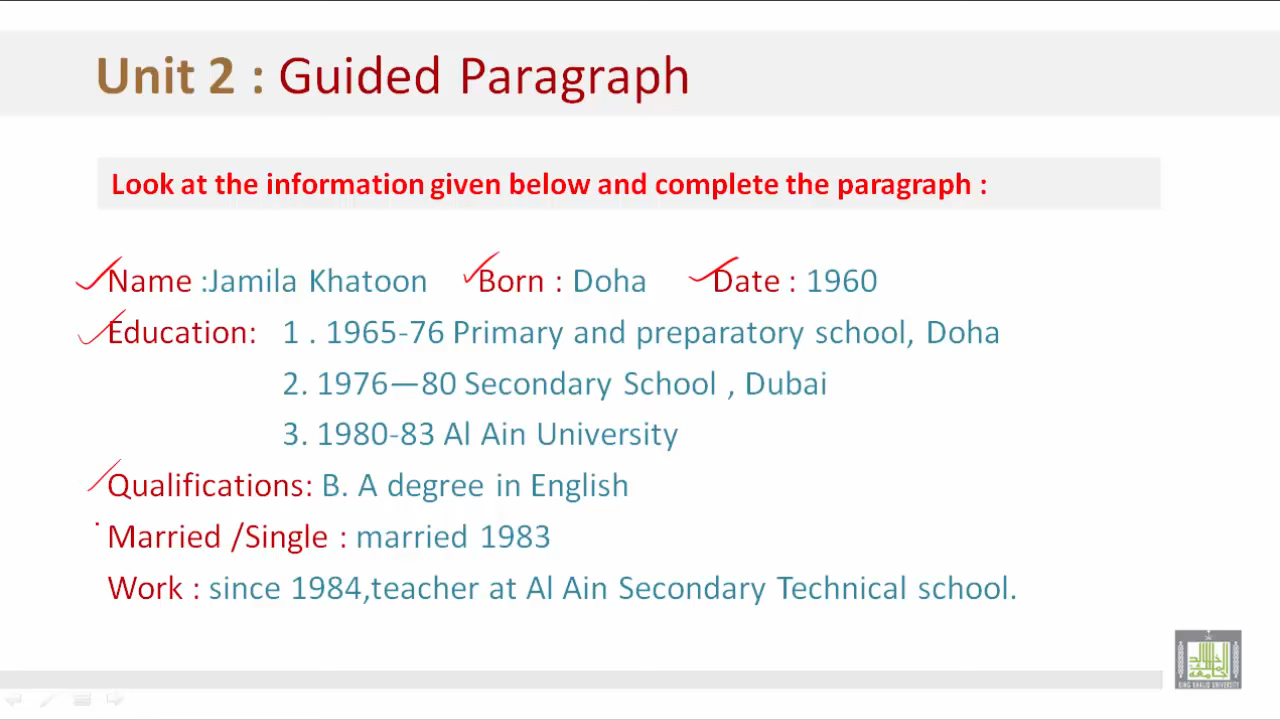 Unit 2 : Guided Paragraph
Look at the information given below and complete the paragraph :
Name :Jamila Khatoon Born : Doha Date : 1960
Education: 1 . 1965-76 Primary and preparatory school, Doha
2. 1976—80 Secondary School , Dubai
3. 1980-83 Al Ain University
Qualifications: B. A degree in English
Married /Single : married 1983
Work : since 1984,teacher at Al Ain Secondary Technical school.
KING KHALID UNIVERSITY